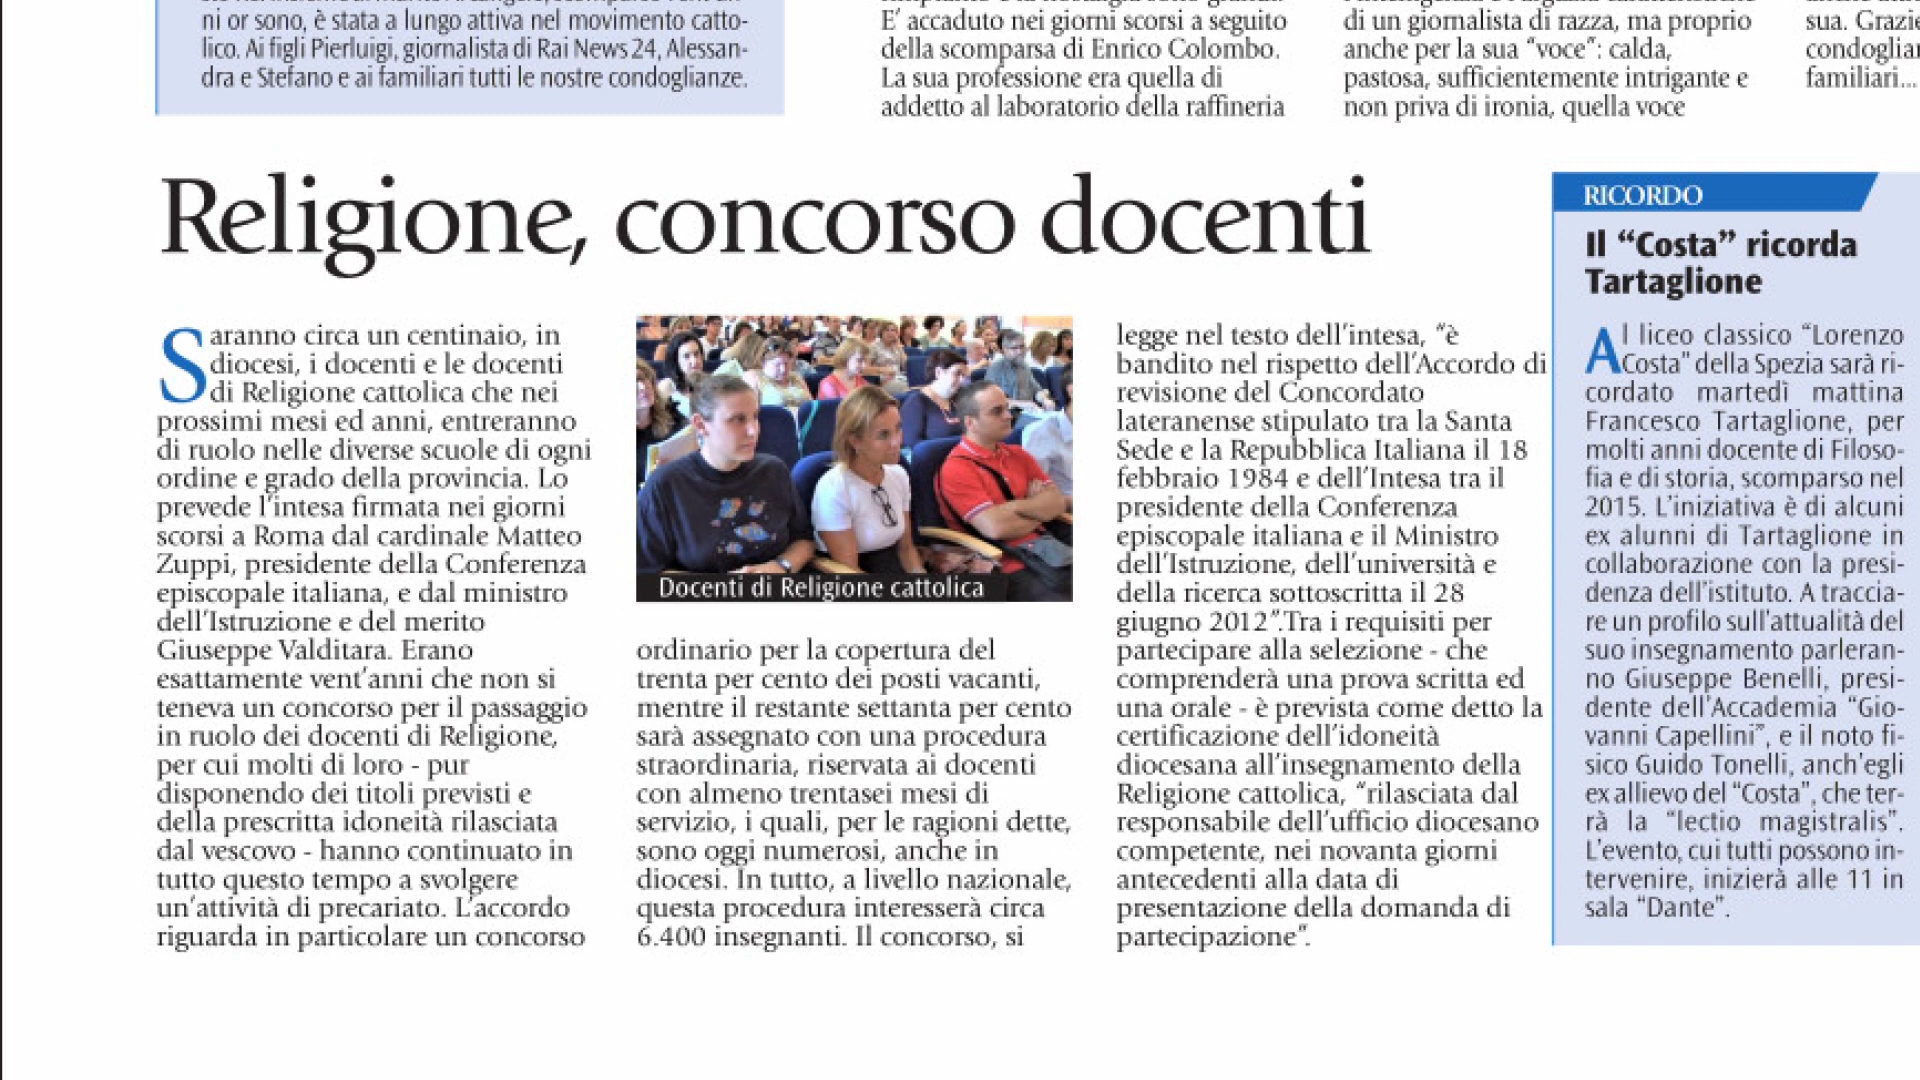 ni or sono, è stata a lungo attiva nel movimento catto-
lico. Ai figli Pierluigi, giornalista di Rai News 24, Alessan-
dra e Stefano e ai familiari tutti le nostre condoglianze.
E' accaduto nei giorni scorsi a seguito
della scomparsa di Enrico Colombo.
La sua professione era quella di
addetto al laboratorio della raffineria
di un giornalista di razza, ma proprio
anche per la sua “voce”: calda,
pastosa, sufficientemente intrigante e
non priva di ironia, quella voce
sua. Grazie
familiari...
Religione, concorso docenti
Saranno circa un centinaio, in
diocesi, i docenti e le docenti
di Religione cattolica che nei
prossimi mesi ed anni, entreranno
di ruolo nelle diverse scuole di ogni
ordine e grado della provincia. Lo
prevede l'intesa firmata nei giorni
scorsi a Roma dal cardinale Matteo
Zuppi, presidente della Conferenza
episcopale italiana, e dal ministro
dell'Istruzione e del merito
Giuseppe Valditara. Erano
esattamente vent'anni che non si
teneva un concorso per il passaggio
in ruolo dei docenti di Religione,
per cui molti di loro - pur
disponendo dei titoli previsti e
della prescritta idoneità rilasciata
dal vescovo - hanno continuato in
tutto questo tempo a svolgere
un'attività di precariato. L'accordo
riguarda in particolare un concorso
Docenti di Religione cattolica
ordinario per la copertura del
trenta per cento dei posti vacanti,
mentre il restante settanta per cento
sarà assegnato con una procedura
straordinaria, riservata ai docenti
con almeno trentasei mesi di
servizio, i quali, per le ragioni dette,
sono oggi numerosi, anche in
diocesi. In tutto, a livello nazionale,
questa procedura interesserà circa
6.400 insegnanti. Il concorso, si
legge nel testo dell'intesa, “è
bandito nel rispetto dell'Accordo di
revisione del Concordato
lateranense stipulato tra la Santa
Sede e la Repubblica Italiana il 18
febbraio 1984 e dell'Intesa tra il
presidente della Conferenza
episcopale italiana e il Ministro
dell'Istruzione, dell'università e
della ricerca sottoscritta il 28
giugno 2012”.Tra i requisiti per
partecipare alla selezione - che
comprenderà una prova scritta ed
una orale - è prevista come detto la
certificazione dell'idoneità
diocesana all'insegnamento della
Religione cattolica, “rilasciata dal
responsabile dell'ufficio diocesano
competente, nei novanta giorni
antecedenti alla data di
presentazione della domanda di
partecipazione”.
RICORDO
Il “Costa” ricorda
Tartaglione
Al liceo classico “Lorenzo
Costa” della Spezia sarà ri-
cordato martedì mattina
Francesco Tartaglione, per
molti anni docente di Filoso-
fia e di storia, scomparso nel
2015. L'iniziativa è di alcuni
ex alunni di Tartaglione in
collaborazione con la presi-
denza dell'istituto. A traccia-
re un profilo sull'attualità del
suo insegnamento parleran-
no Giuseppe Benelli, presi-
dente dell'Accademia “Gio-
vanni Capellini”, e il noto fi-
sico Guido Tonelli, anch'egli
ex allievo del “Costa”, che ter-
rà la “lectio magistralis”.
L'evento, cui tutti possono in-
tervenire, inizierà alle 11 in
sala “Dante”.